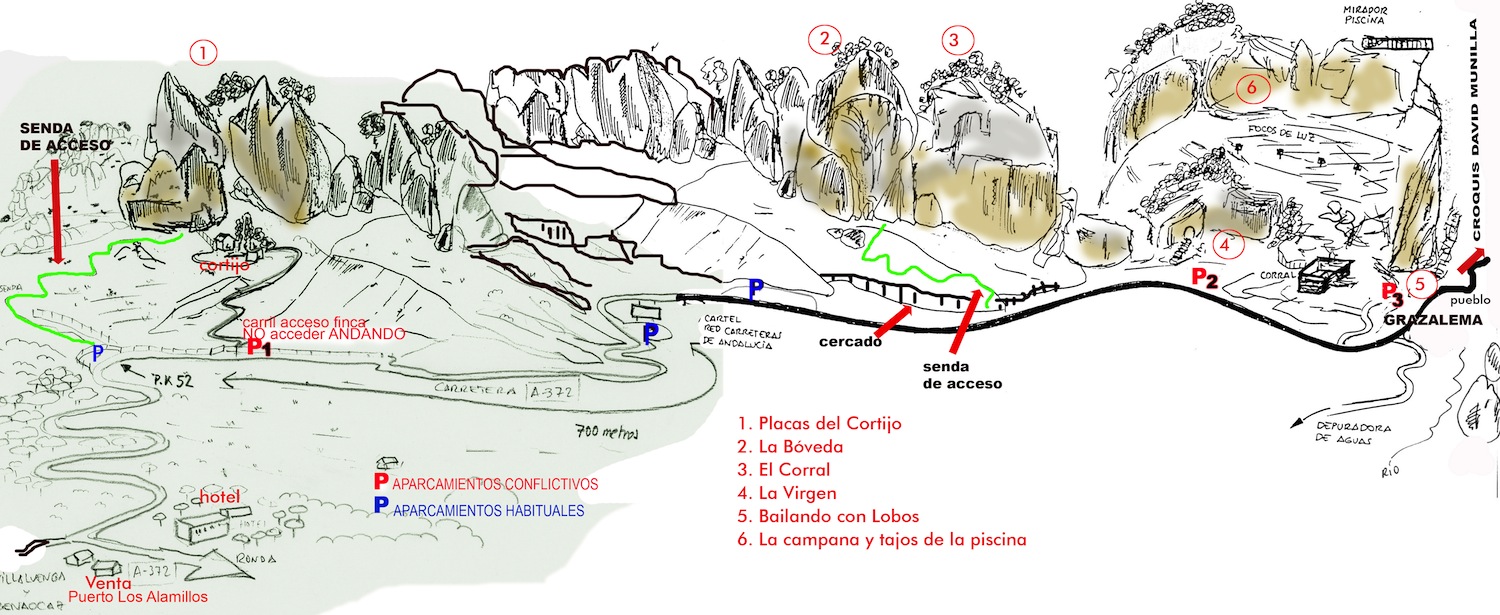 1
2
3
6
MIRADOR
PISCINA
CROQUIS DAVID MUNILLA
SENDA
DE ACCESO
FOCOS DE LUZ
4
cortijo
SENDA
P
P2
CORRAL
P3
5
pueblo
GRAZALEMA
carril acceso finca
NO acceder ANDANDO
P1
P
P
CARTEL
RED CARRETERAS
DE ANDALUCIA
cercado
senda
de acceso
P.K 52
CARRETERA A-372
700 metros
DEPURADORA
DE AGUAS
RÍO
1. Placas del Cortijo
2. La Bóveda
3. El Corral
4. La Virgen
5. Bailando con Lobos
6. La campana y tajos de la piscina
P APARCAMIENTOS CONFLICTIVOS
P APARCAMIENTOS HABITUALES
hotel
HOTEL
RONDA
A-372
Venta
Puerto Los Alamillos
Y